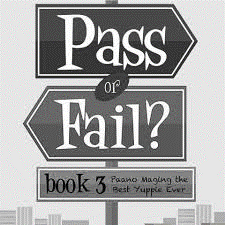 Pass
or
Fail?
book 3 Paano Maging the
Best Yuppie Ever